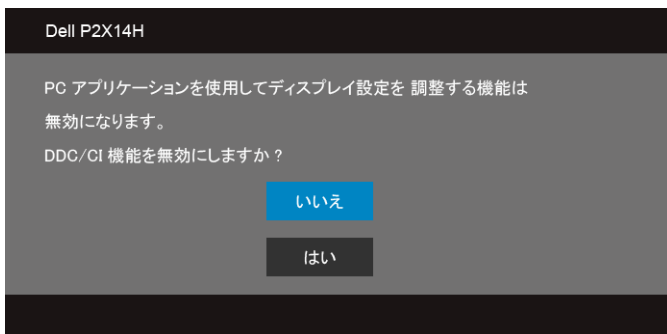 Dell P2X14H
PC アプリケーションを使用してディスプレイ設定を 調整する機能は
無効になります。
DDC/CI 機能を無効にしますか ?
いいえ
はい